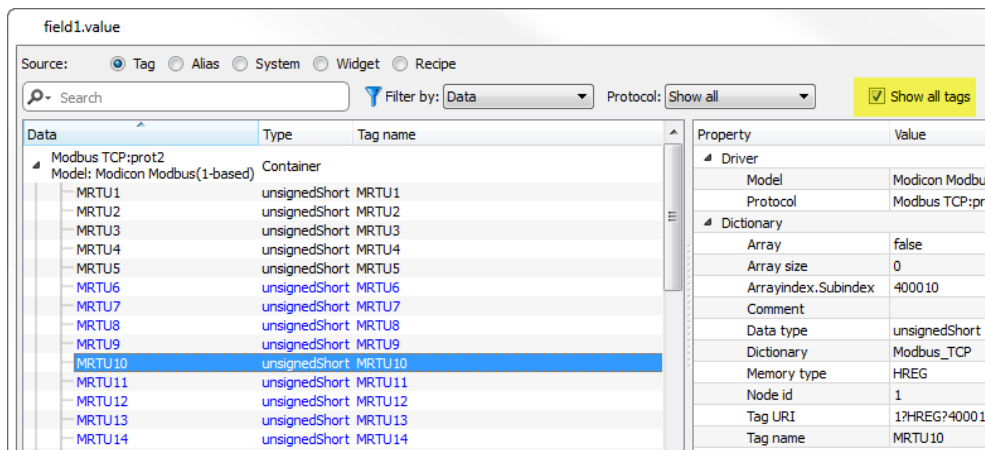 field1.value
Source: Tag Alias System Widget Recipe
Search Filter by: Data Protocol: Show all Show all tags
Data Type Tag name Property Value
Modbus TCP:prot2
Model: Modicon Modbus(1-based) Container
MRTU1 unsignedShort MRTU1
MRTU2 unsignedShort MRTU2
MRTU3 unsignedShort MRTU3
MRTU4 unsignedShort MRTU4
MRTU5 unsignedShort MRTU5
MRTU6 unsignedShort MRTU6
MRTU7 unsignedShort MRTU7
MRTU8 unsignedShort MRTU8
MRTU9 unsignedShort MRTU9
MRTU10 unsignedShort MRTU10
MRTU11 unsignedShort MRTU11
MRTU12 unsignedShort MRTU12
MRTU13 unsignedShort MRTU13
MRTU14 unsignedShort MRTU14
Driver
Model Modicon Modbu
Protocol Modbus TCP:pr
Dictionary
Array false
Array size 0
Arrayindex.Subindex 400010
Comment
Data type unsignedShort
Dictionary Modbus_TCP
Memory type HREG
Node id 1
Tag URI 1?HREG?40001
Tag name MRTU10